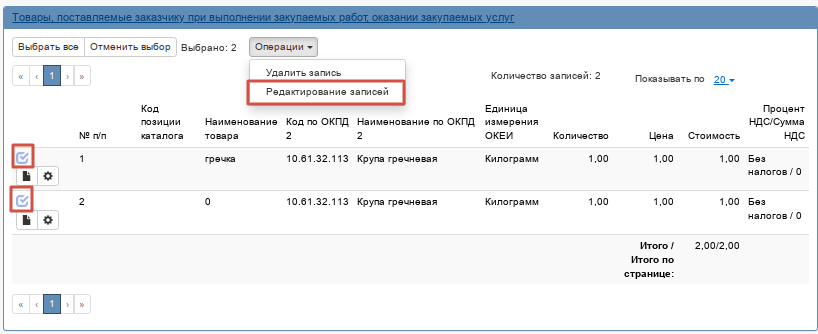 Товары, поставляемые заказчику при выполнении закупаемых работ, оказании закупаемых услуг
Выбрать все Отменить выбор Выбрано: 2 Операции
Удалить запись
Редактирование записей
« ‹ 1 › » Количество записей: 2 Показывать по 20
№ п/п Код позиции каталога Наименование товара Код по ОКПД 2 Наименование по ОКПД 2 Единица измерения ОКЕИ Количество Цена Стоимость Процент НДС/Сумма НДС
1 гречка 10.61.32.113 Крупа гречневая Килограмм 1,00 1,00 1,00 Без налогов / 0
2 0 10.61.32.113 Крупа гречневая Килограмм 1,00 1,00 1,00 Без налогов / 0
Итого / Итого по странице: 2,00/2,00
« ‹ 1 › »